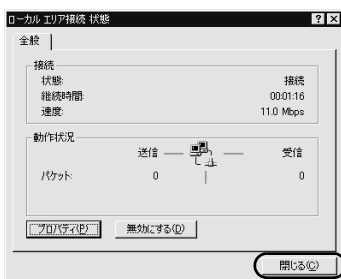 ローカル エリア接続 状態
全般
接続
状態: 接続
継続時間: 00:01:16
速度: 11.0 Mbps
動作状況
送信 受信
パケット: 0 0
プロパティ(P) 無効にする(D)
閉じる(C)